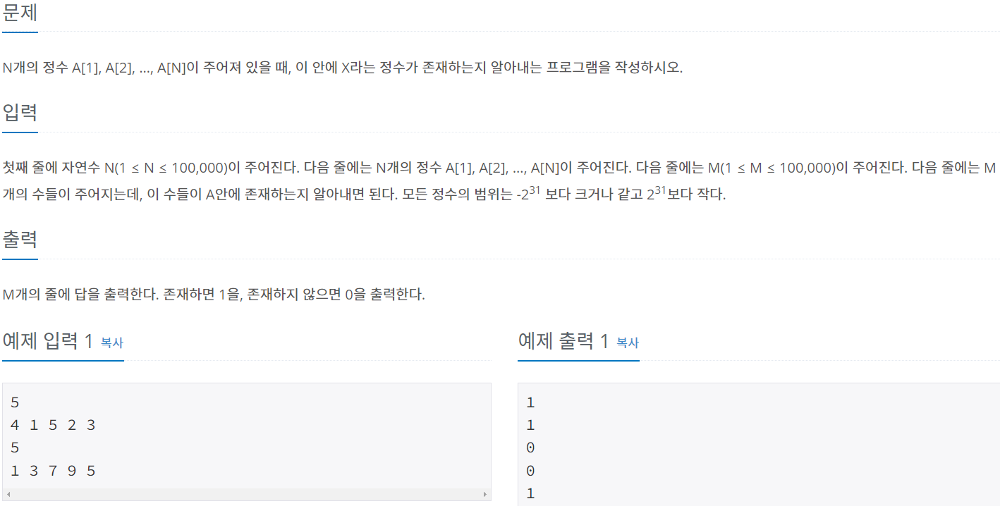 문제
N개의 정수 A[1], A[2], ..., A[N]이 주어져 있을 때, 이 안에 X라는 정수가 존재하는지 알아내는 프로그램을 작성하시오.
입력
첫째 줄에 자연수 N(1 ≤ N ≤ 100,000)이 주어진다. 다음 줄에는 N개의 정수 A[1], A[2], ..., A[N]이 주어진다. 다음 줄에는 M(1 ≤ M ≤ 100,000)이 주어진다. 다음 줄에는 M
개의 수들이 주어지는데, 이 수들이 A안에 존재하는지 알아내면 된다. 모든 정수의 범위는 -2³¹ 보다 크거나 같고 2³¹보다 작다.
출력
M개의 줄에 답을 출력한다. 존재하면 1을, 존재하지 않으면 0을 출력한다.
예제 입력 1 복사
5
4 1 5 2 3
5
1 3 7 9 5
예제 출력 1 복사
1
1
0
0
1